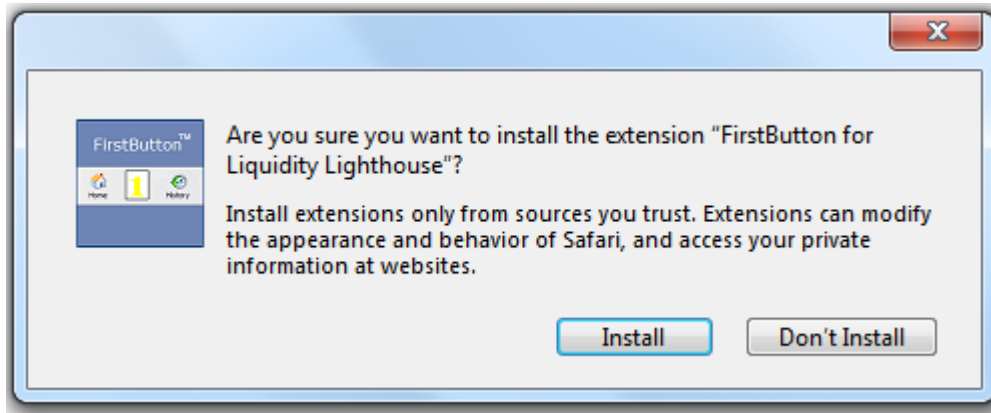 FirstButton™
Home 1 History
Are you sure you want to install the extension “FirstButton for
Liquidity Lighthouse”?
Install extensions only from sources you trust. Extensions can modify
the appearance and behavior of Safari, and access your private
information at websites.
Install Don't Install